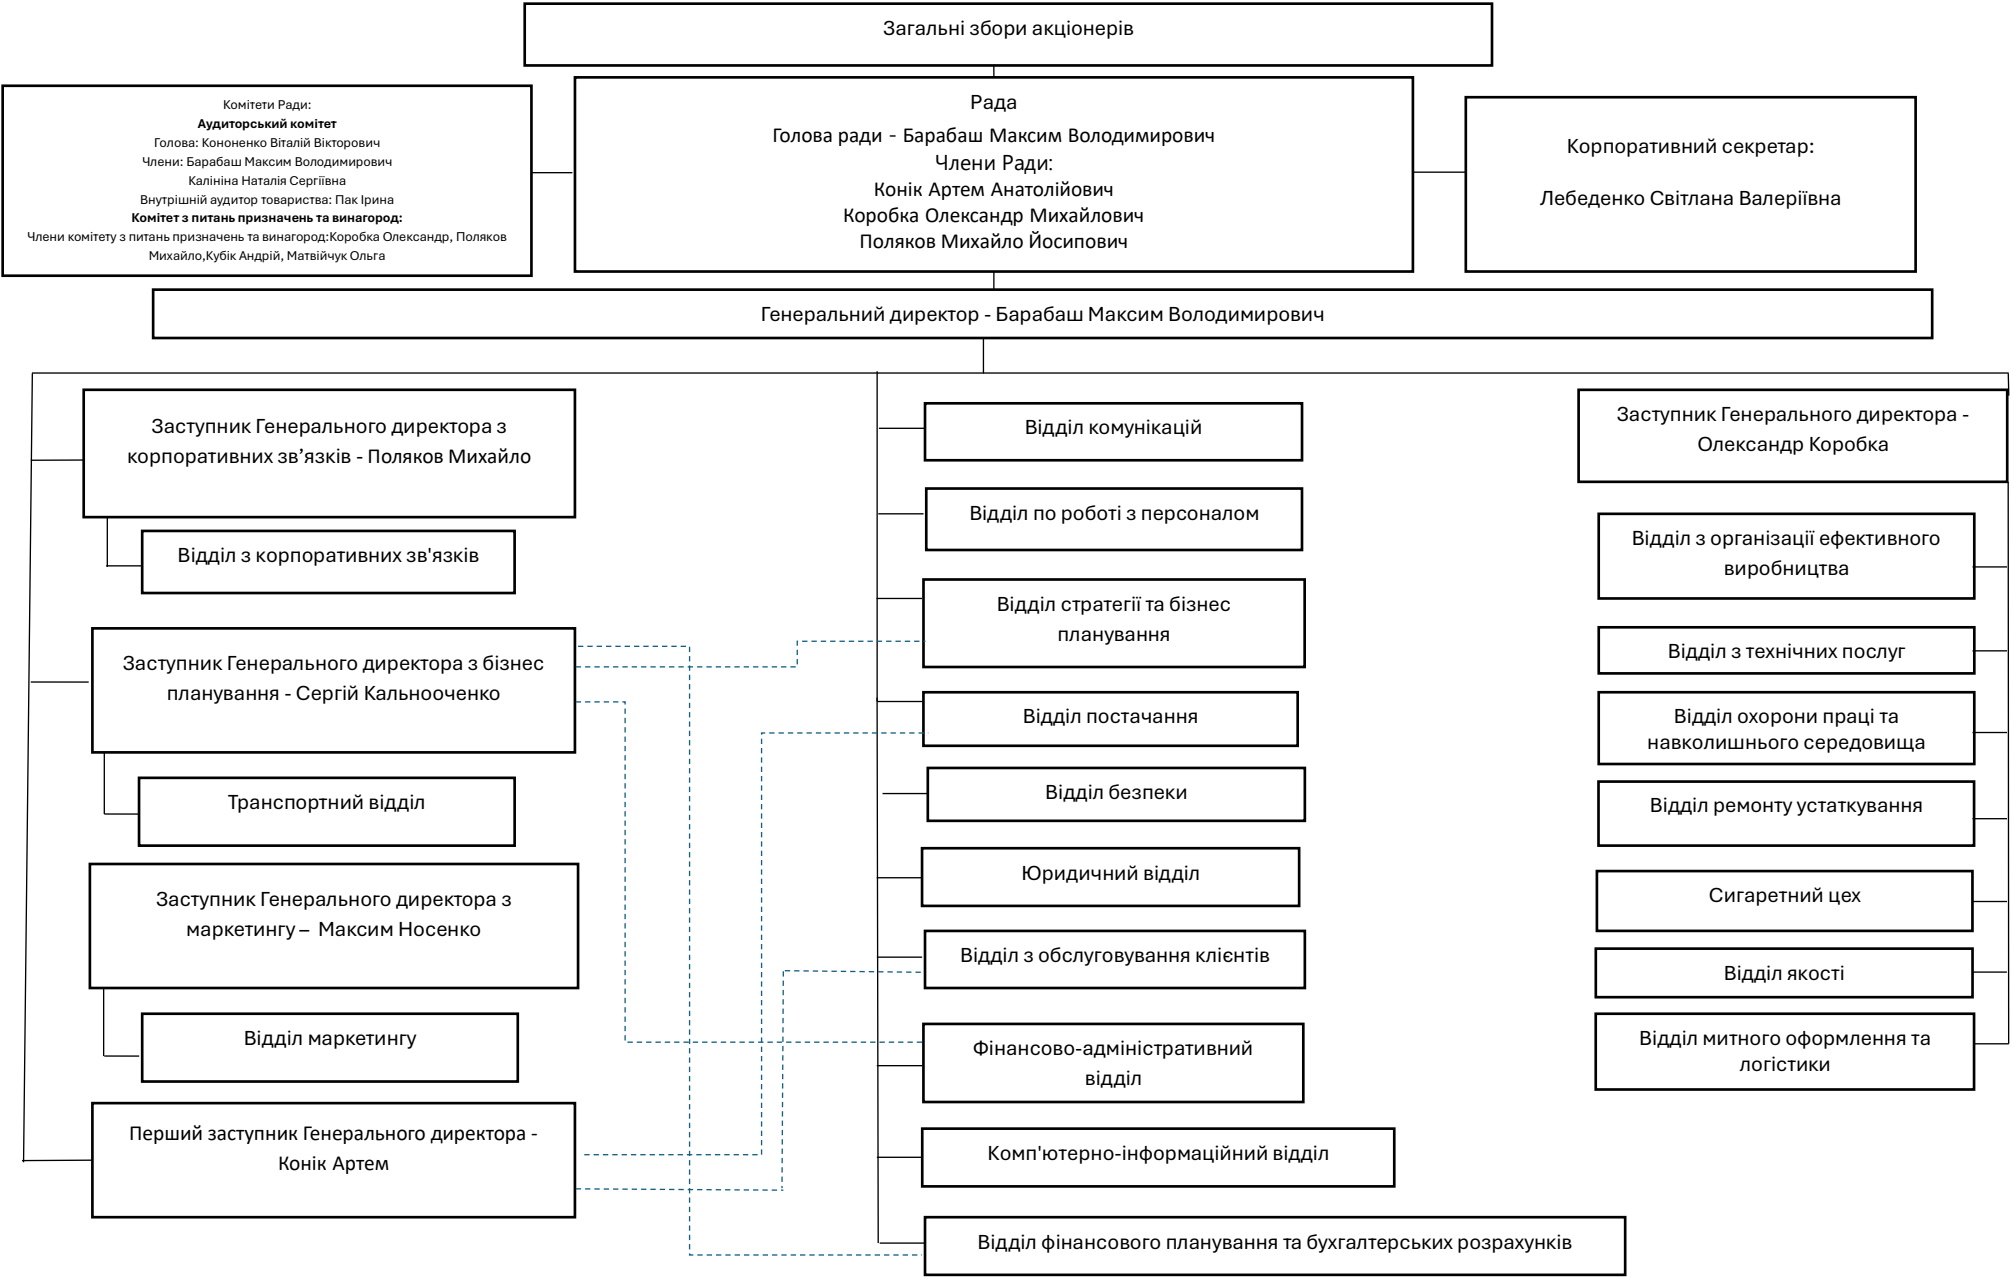 Загальні збори акціонерів
Комітети Ради:
Аудиторський комітет
Голова: Кононенко Віталій Вікторович
Члени: Барабаш Максим Володимирович
Калініна Наталія Сергіївна
Внутрішній аудитор товариства: Пак Ірина
Комітет з питань призначень та винагород:
Члени комітету з питань призначень та винагород:Коробка Олександр, Поляков
Михайло,Кубік Андрій, Матвійчук Ольга
Рада
Голова ради - Барабаш Максим Володимирович
Члени Ради:
Конік Артем Анатолійович
Коробка Олександр Михайлович
Поляков Михайло Йосипович
Корпоративний секретар:
Лебеденко Світлана Валеріївна
Генеральний директор - Барабаш Максим Володимирович
Заступник Генерального директора з
корпоративних зв’язків - Поляков Михайло
Відділ з корпоративних зв'язків
Заступник Генерального директора з бізнес
планування - Сергій Кальнооченко
Транспортний відділ
Заступник Генерального директора з
маркетингу – Максим Носенко
Відділ маркетингу
Перший заступник Генерального директора -
Конік Артем
Відділ комунікацій
Відділ по роботі з персоналом
Відділ стратегії та бізнес
планування
Відділ постачання
Відділ безпеки
Юридичний відділ
Відділ з обслуговування клієнтів
Фінансово-адміністративний
відділ
Комп'ютерно-інформаційний відділ
Відділ фінансового планування та бухгалтерських розрахунків
Заступник Генерального директора -
Олександр Коробка
Відділ з організації ефективного
виробництва
Відділ з технічних послуг
Відділ охорони праці та
навколишнього середовища
Відділ ремонту устаткування
Сигаретний цех
Відділ якості
Відділ митного оформлення та
логістики